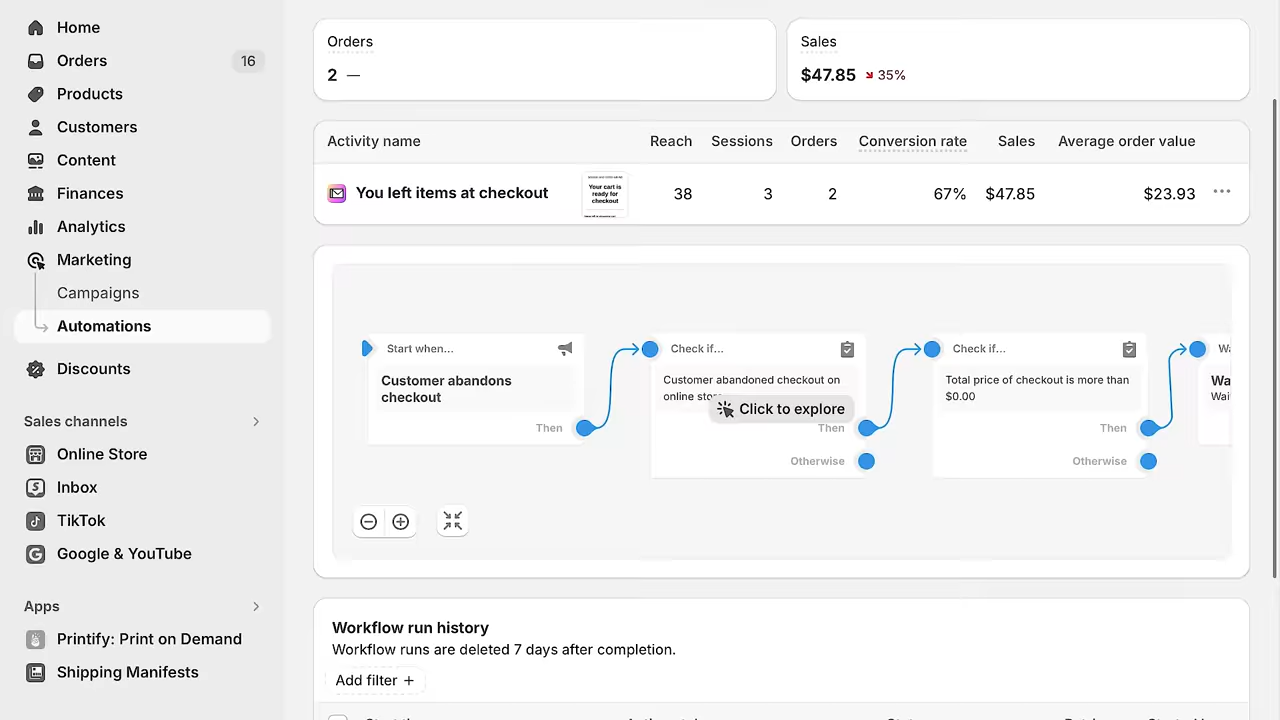 Home
Orders 16
Products
Customers
Content
Finances
Analytics
Marketing
Campaigns
Automations
Discounts
Sales channels
Online Store
Inbox
TikTok
Google & YouTube
Apps
Printify: Print on Demand
Shipping Manifests
Orders
2 —
Sales
$47.85 35%
Activity name Reach Sessions Orders Conversion rate Sales Average order value
You left items at checkout 38 3 2 67% $47.85 $23.93
Your cart is
ready for
checkout
Start when...
Customer abandons
checkout
Then
Check if...
Customer abandoned checkout on
online
Click to explore
Then
Otherwise
Check if...
Total price of checkout is more than
$0.00
Then
Otherwise
Workflow run history
Workflow runs are deleted 7 days after completion.
Add filter +